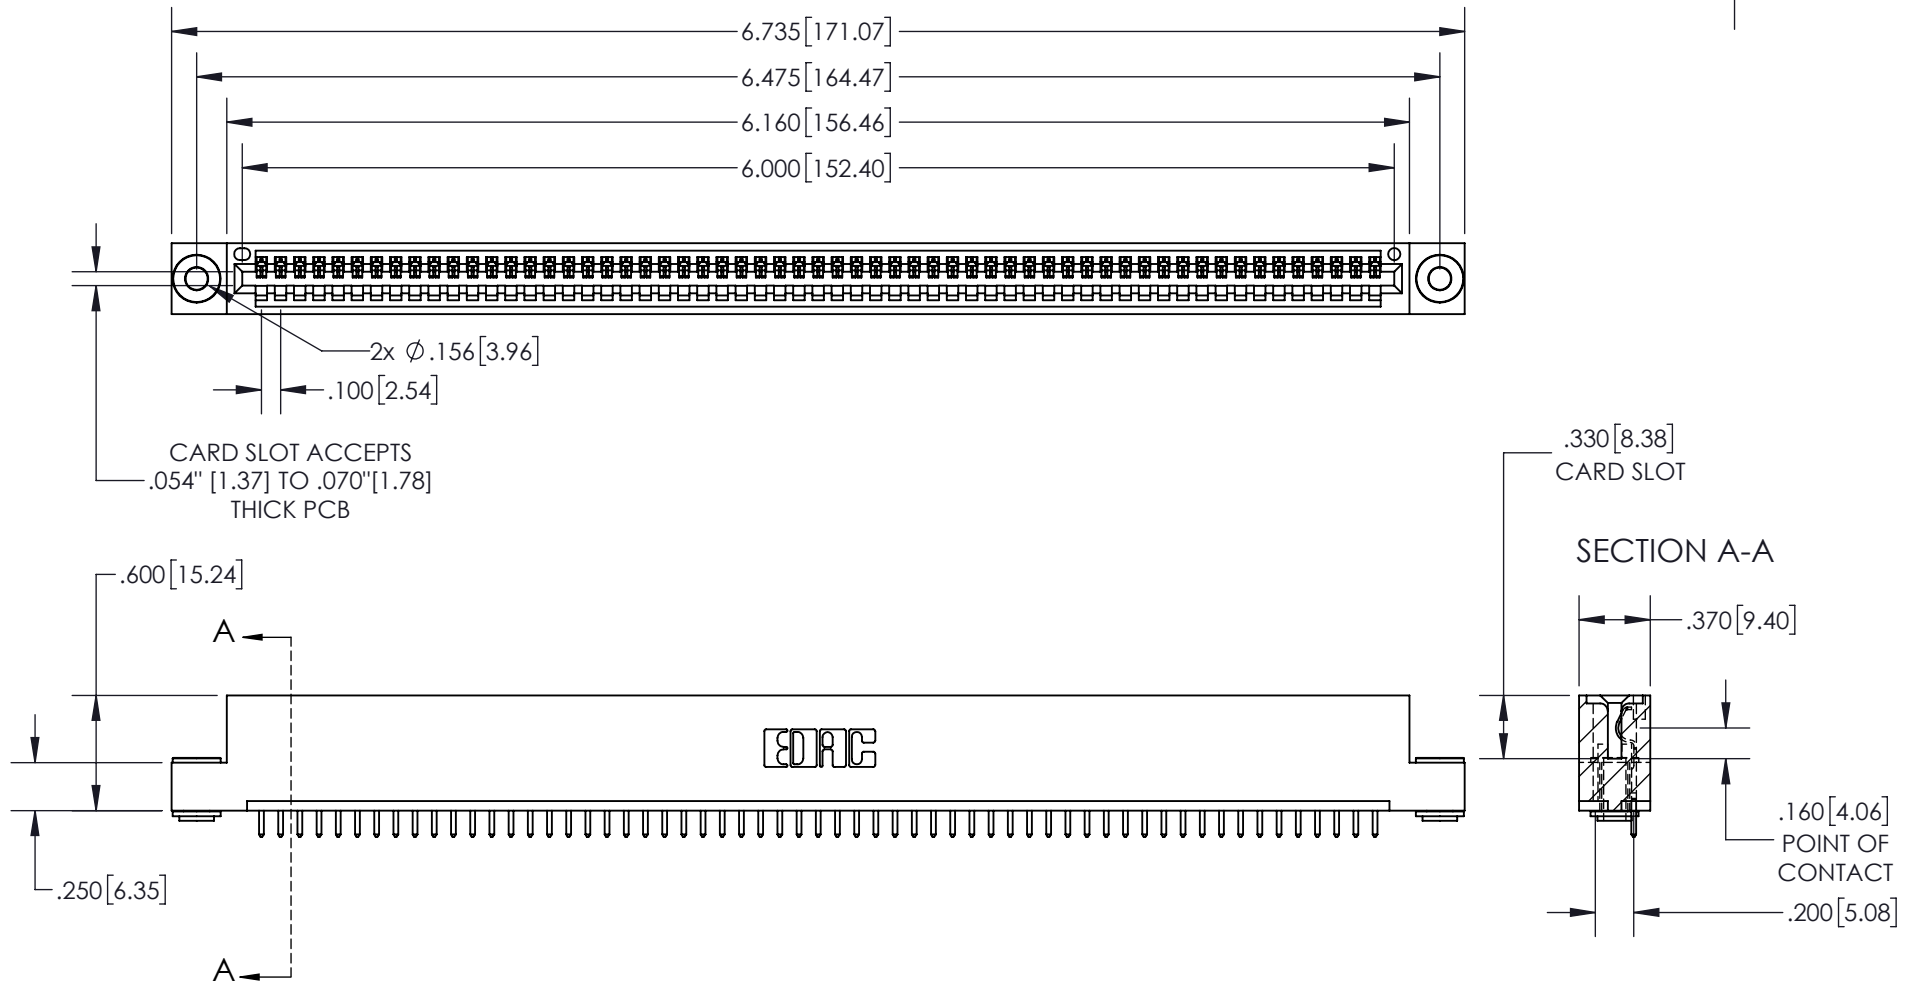 6.735[171.07]
6.475[164.47]
6.160[156.46]
6.000[152.40]
2x Ø.156[3.96]
.100[2.54]
CARD SLOT ACCEPTS
.054" [1.37] TO .070"[1.78]
THICK PCB
.330[8.38]
CARD SLOT
SECTION A-A
.600[15.24]
.370[9.40]
A
EDAC
.160[4.06]
POINT OF
CONTACT
.250[6.35]
.200[5.08]
A